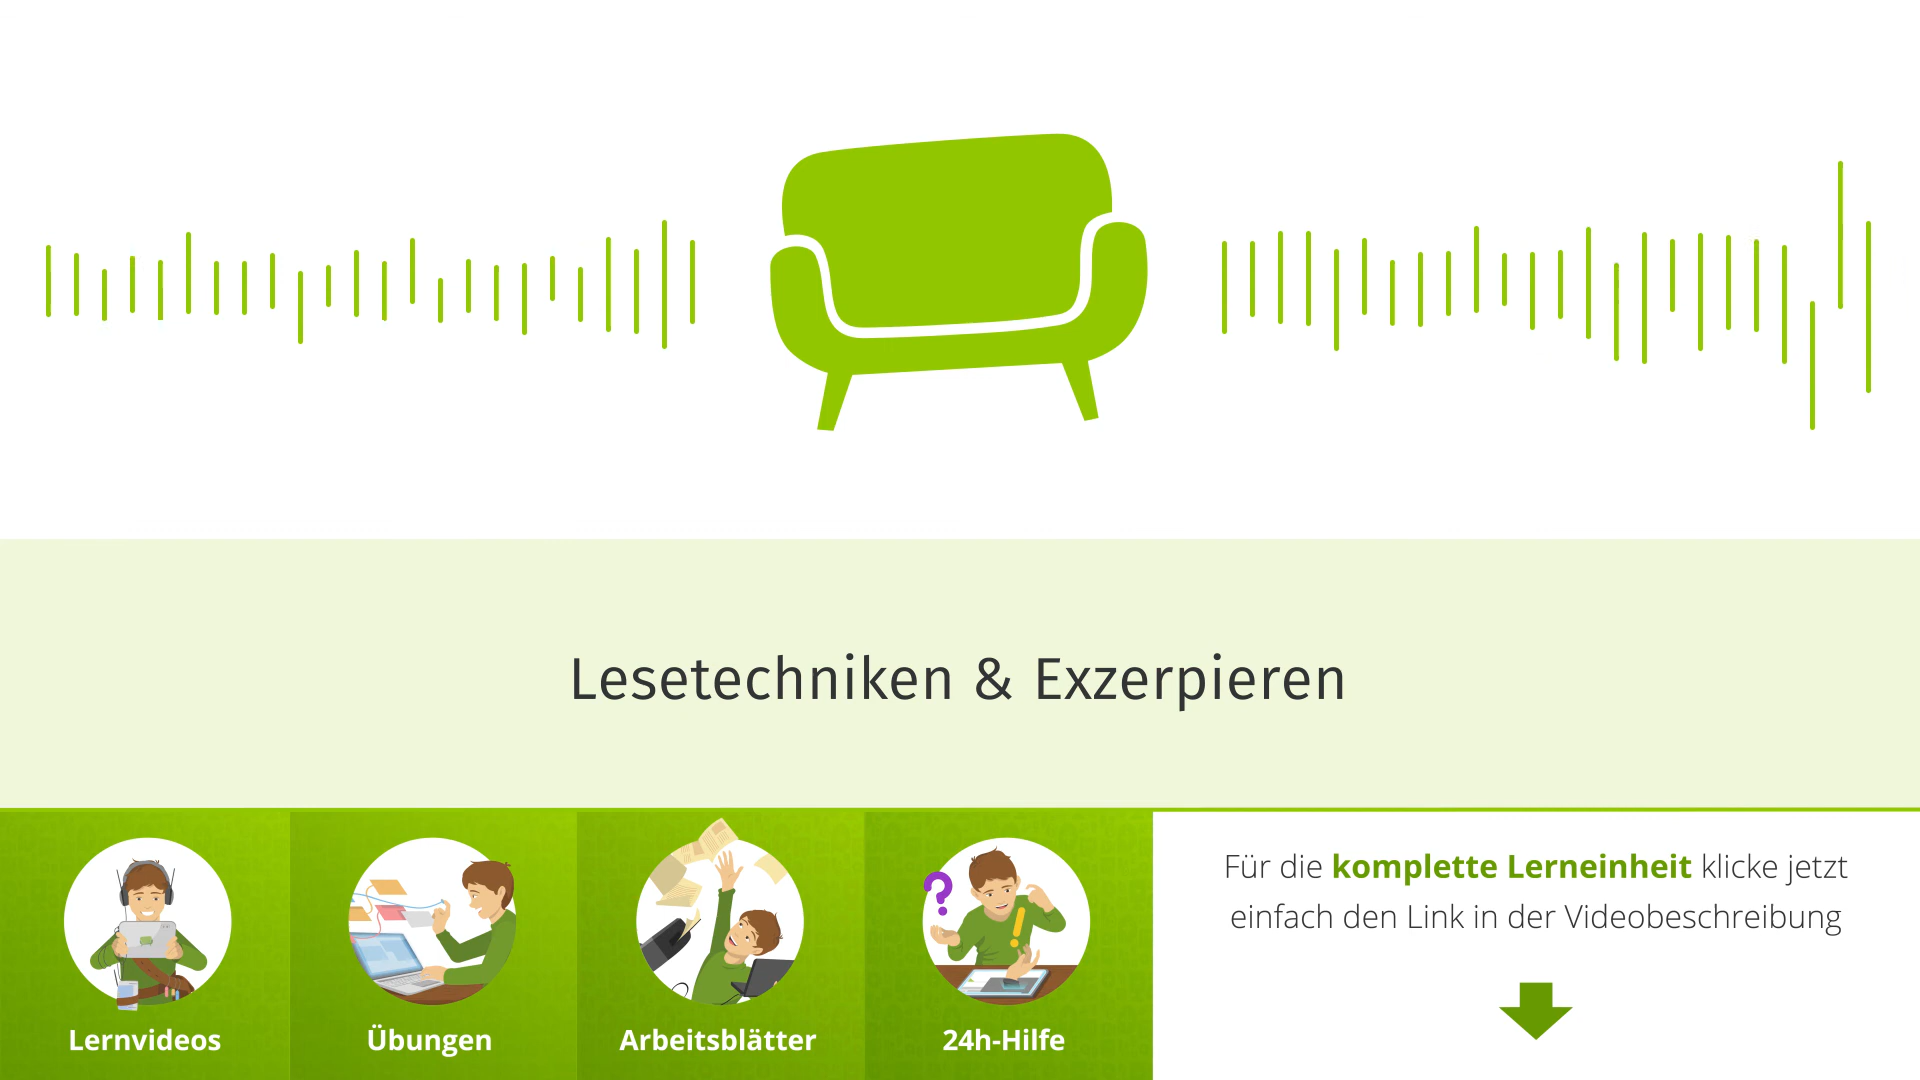 Lesetechniken & Exzerpieren
Lernvideos
Übungen
Arbeitsblätter
24h-Hilfe
Für die komplette Lerneinheit klicke jetzt
einfach den Link in der Videobeschreibung